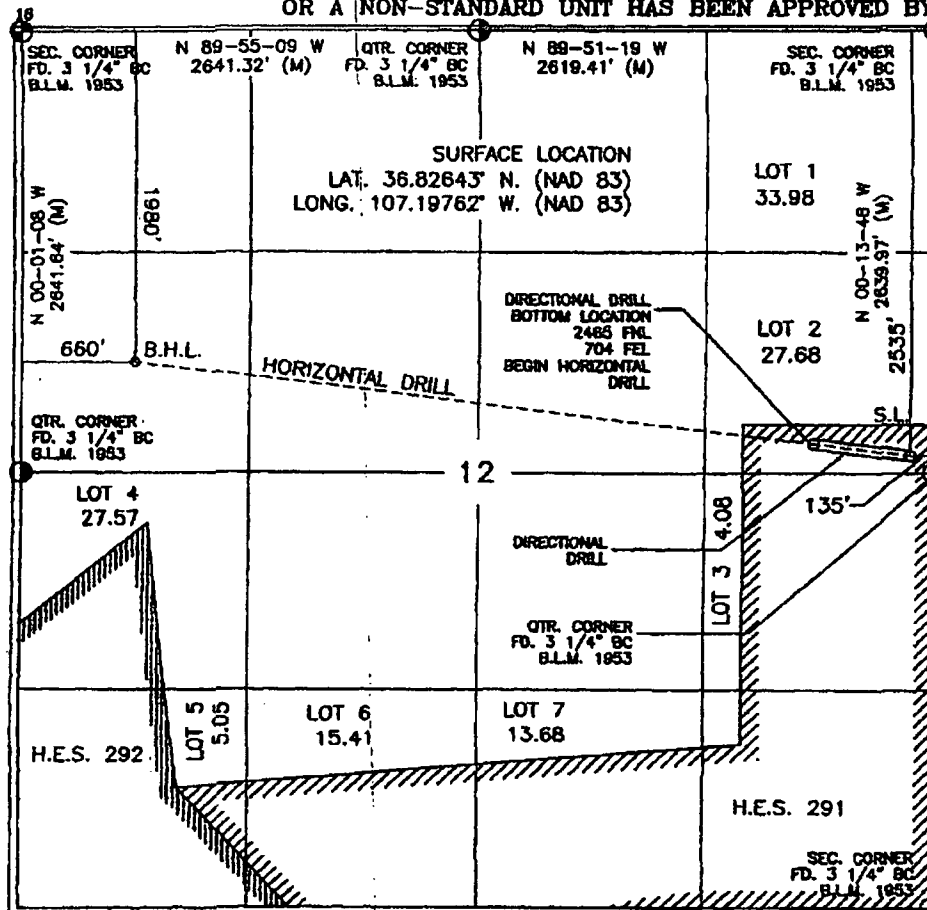 OR A NON-STANDARD UNIT HAS BEEN APPROVED BY
16
SEC. CORNER
FD. 3 1/4" BC
B.L.M. 1953
N 89-55-09 W
2641.32' (M)
QTR. CORNER
FD. 3 1/4" BC
B.L.M. 1953
N 89-51-19 W
2619.41' (M)
SEC. CORNER
FD. 3 1/4" BC
B.L.M. 1953
SURFACE LOCATION
LAT. 36.82643° N. (NAD 83)
LONG. 107.19762° W. (NAD 83)
LOT 1
33.98
N 00-01-08 W
2641.64' (M)
1980'
N 00-13-48 W
2639.97' (M)
2535'
DIRECTIONAL DRILL
BOTTOM LOCATION
2465 FNL
704 FEL
BEGIN HORIZONTAL
DRILL
LOT 2
27.68
660'
B.H.L.
HORIZONTAL DRILL
S.L.
QTR. CORNER
FD. 3 1/4" BC
B.L.M. 1953
12
LOT 4
27.57
135'
LOT 3 4.08
DIRECTIONAL
DRILL
QTR. CORNER
FD. 3 1/4" BC
B.L.M. 1953
H.E.S. 292
LOT 5
5.05
LOT 6
15.41
LOT 7
13.68
H.E.S. 291
SEC. CORNER
FD. 3 1/4" BC
B.L.M. 1953